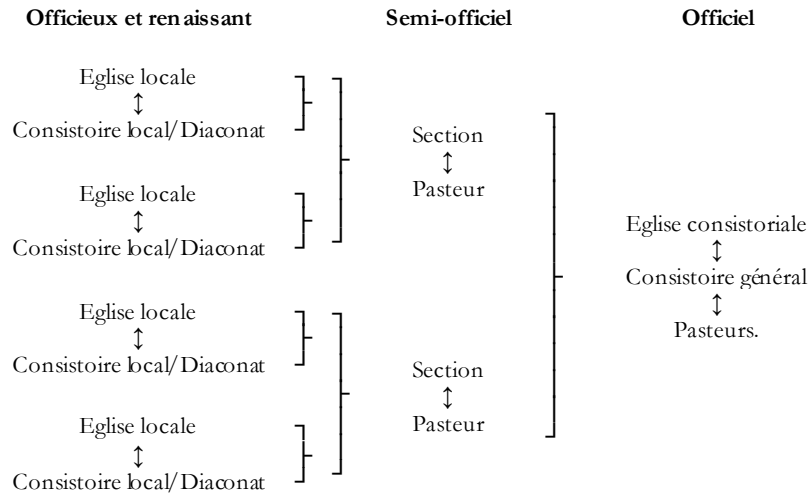 Officieux et renaissant
Semi-officiel
Officiel
Eglise locale
↕
Consistoire local/Diaconat
Eglise locale
↕
Consistoire local/Diaconat
Eglise locale
↕
Consistoire local/Diaconat
Eglise locale
↕
Consistoire local/Diaconat
Section
↕
Pasteur
Section
↕
Pasteur
Eglise consistoriale
↕
Consistoire général
↕
Pasteurs.